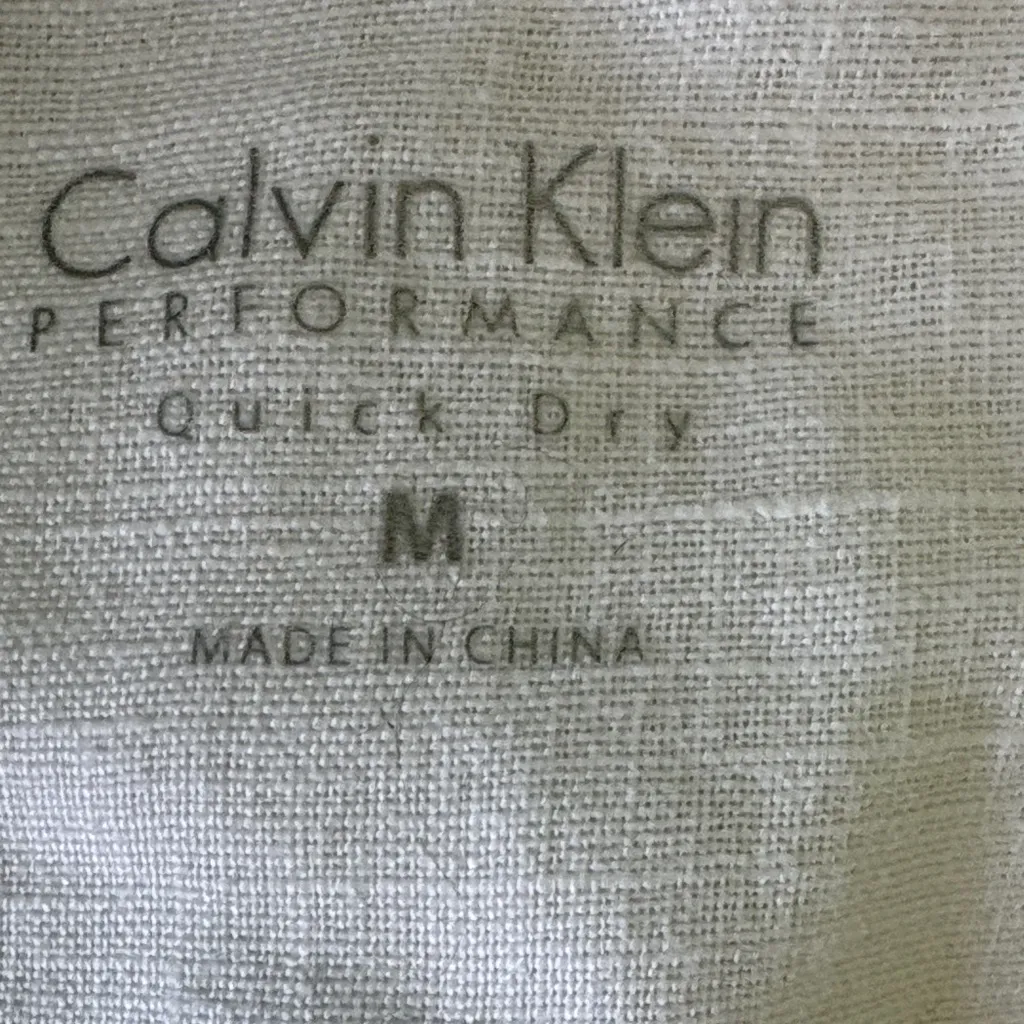 Calvin Klein
PERFORMANCE
Quick Dry
M
MADE IN CHINA